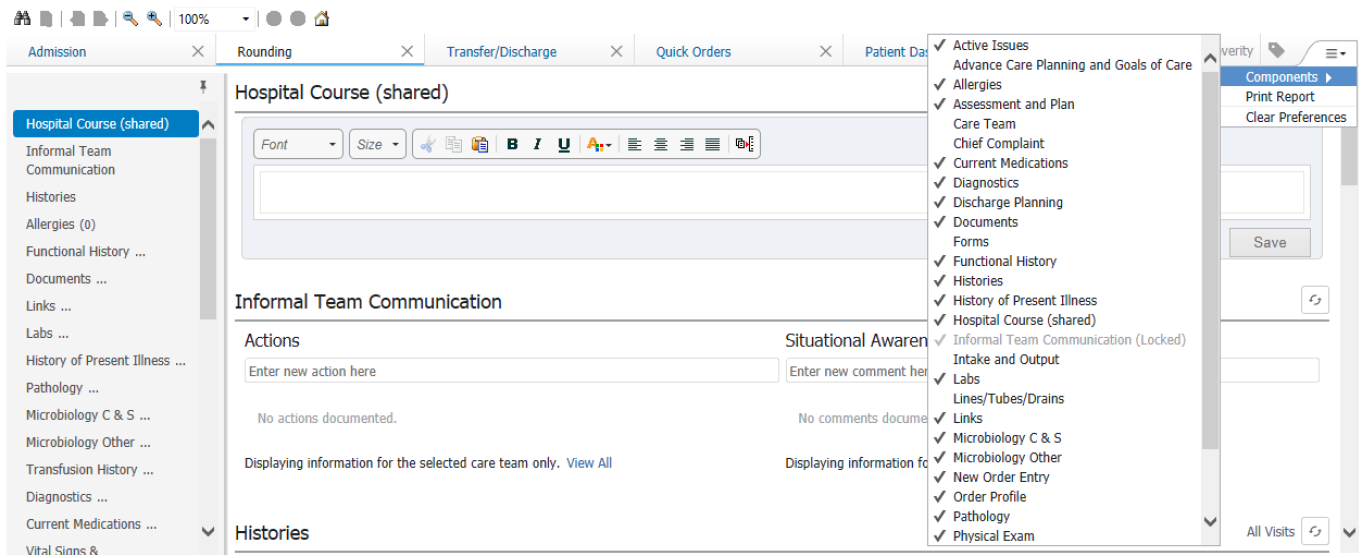 100%
Admission
Rounding
Transfer/Discharge
Quick Orders
Patient Das
verity
Components
Print Report
Clear Preferences
Hospital Course (shared)
Informal Team
Communication
Histories
Allergies (0)
Functional History ...
Documents ...
Links ...
Labs ...
History of Present Illness ...
Pathology ...
Microbiology C & S ...
Microbiology Other ...
Transfusion History ...
Diagnostics ...
Current Medications ...
Vital Signs &
Hospital Course (shared)
Font
Size
B I U A
Save
Informal Team Communication
Actions
Enter new action here
No actions documented.
Displaying information for the selected care team only. View All
Situational Awaren
Enter new comment her
No comments docume
Displaying information fo
Histories
All Visits
Active Issues
Advance Care Planning and Goals of Care
Allergies
Assessment and Plan
Care Team
Chief Complaint
Current Medications
Diagnostics
Discharge Planning
Documents
Forms
Functional History
Histories
History of Present Illness
Hospital Course (shared)
Informal Team Communication (Locked)
Intake and Output
Labs
Lines/Tubes/Drains
Links
Microbiology C & S
Microbiology Other
New Order Entry
Order Profile
Pathology
Physical Exam